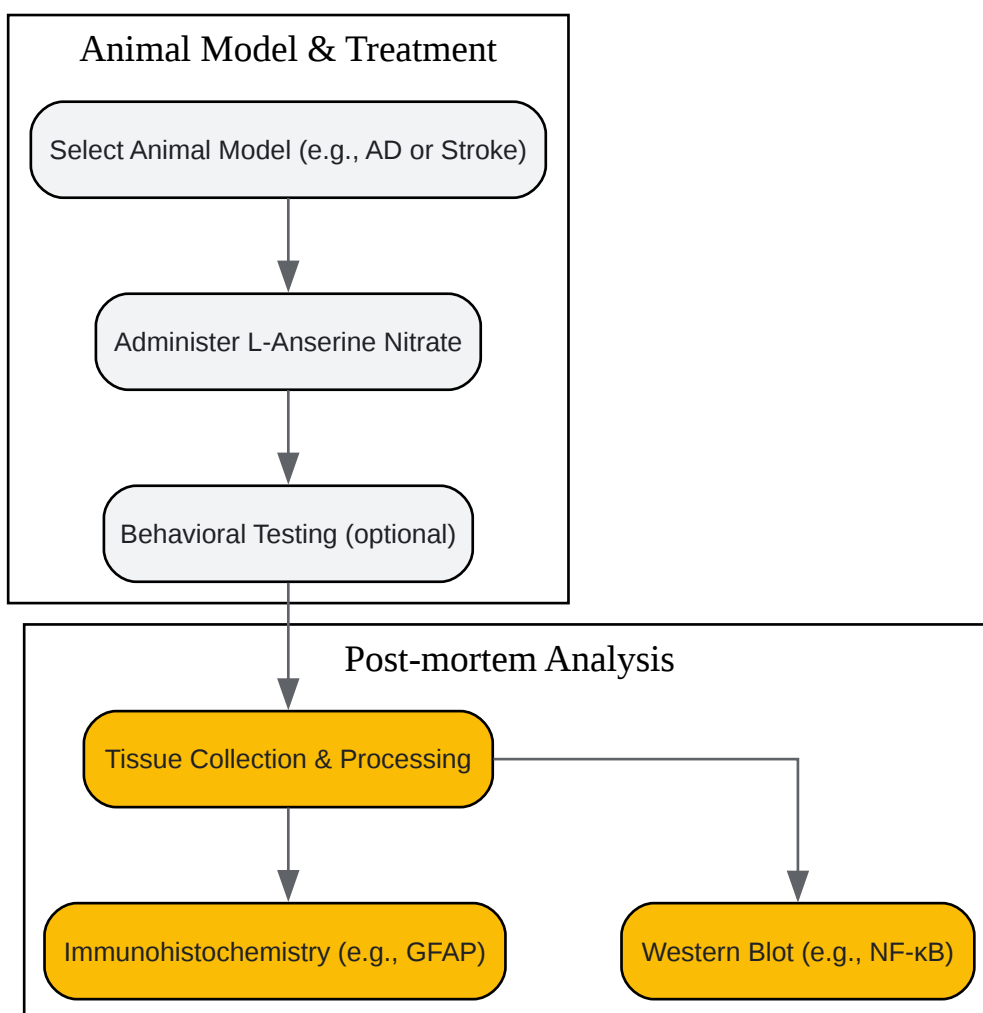 Animal Model & Treatment
Select Animal Model (e.g., AD or Stroke)
Administer L-Anserine Nitrate
Behavioral Testing (optional)
Post-mortem Analysis
Tissue Collection & Processing
Immunohistochemistry (e.g., GFAP)
Western Blot (e.g., NF-κB)